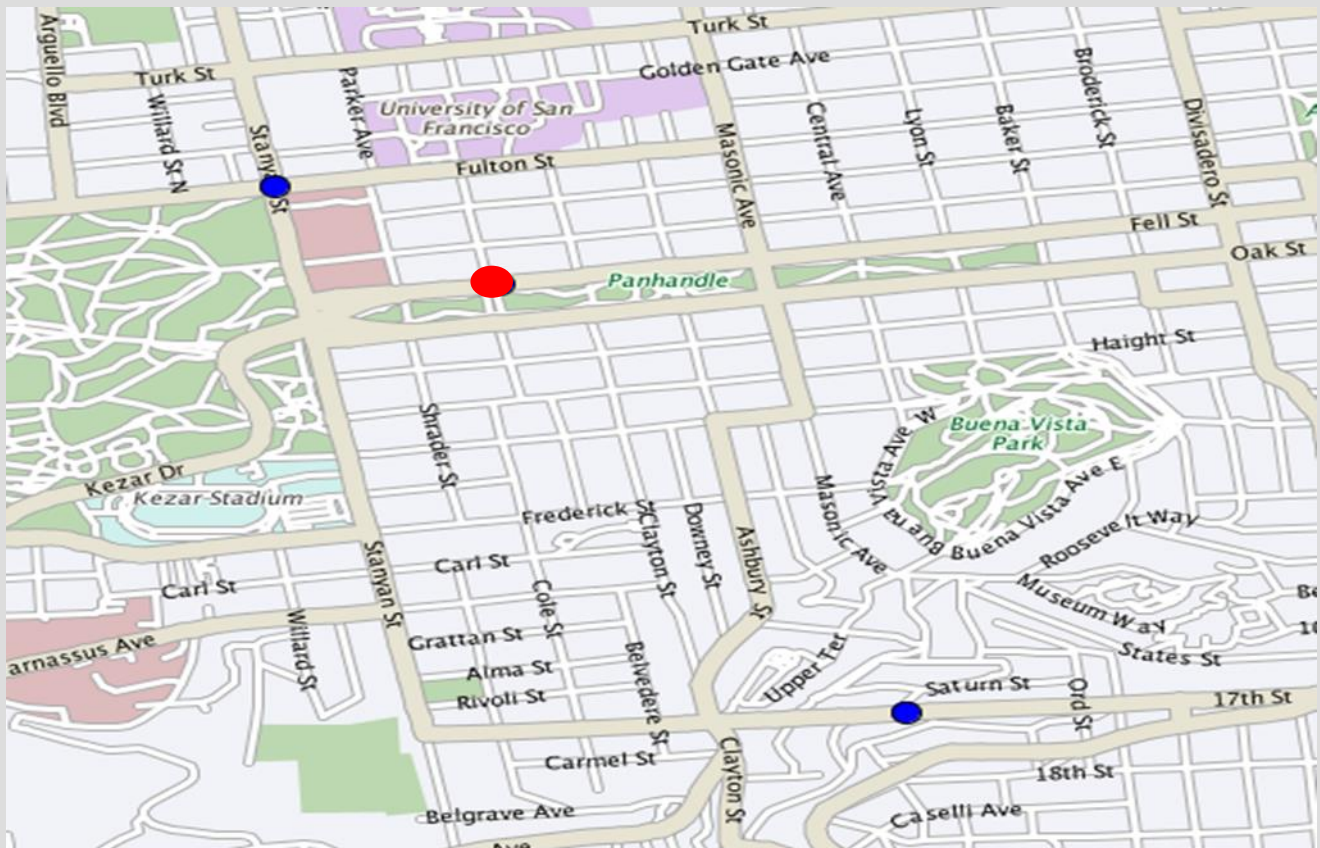 Turk St
Arguello Blvd
Golden Gate Ave
Turk St
Parker Ave
Broderick St
Willard St N
University of San
Francisco
Divisadero St
Central Ave
Lyon St
Baker St
Masonic Ave
Fulton St
Fell St
Oak St
Panhandle
Haight St
Shrader St
Buena Vista
Park
Kezar Dr
Kezar Stadium
Masonic Ave
Buena Vista Ave W
Buena Vista Ave E
Frederick St
Clayton St
Downey St
Ashbury St
Roosevelt Way
Stanyan St
Carl St
Carl St
Cole St
Museum Way
Willard St
Grattan St
arnassus Ave
Belvedere St
Upper Ter
States St
Alma St
Rivoli St
Saturn St
Ord St
17th St
Carmel St
Clayton St
18th St
Belgrave Ave
Caselli Ave